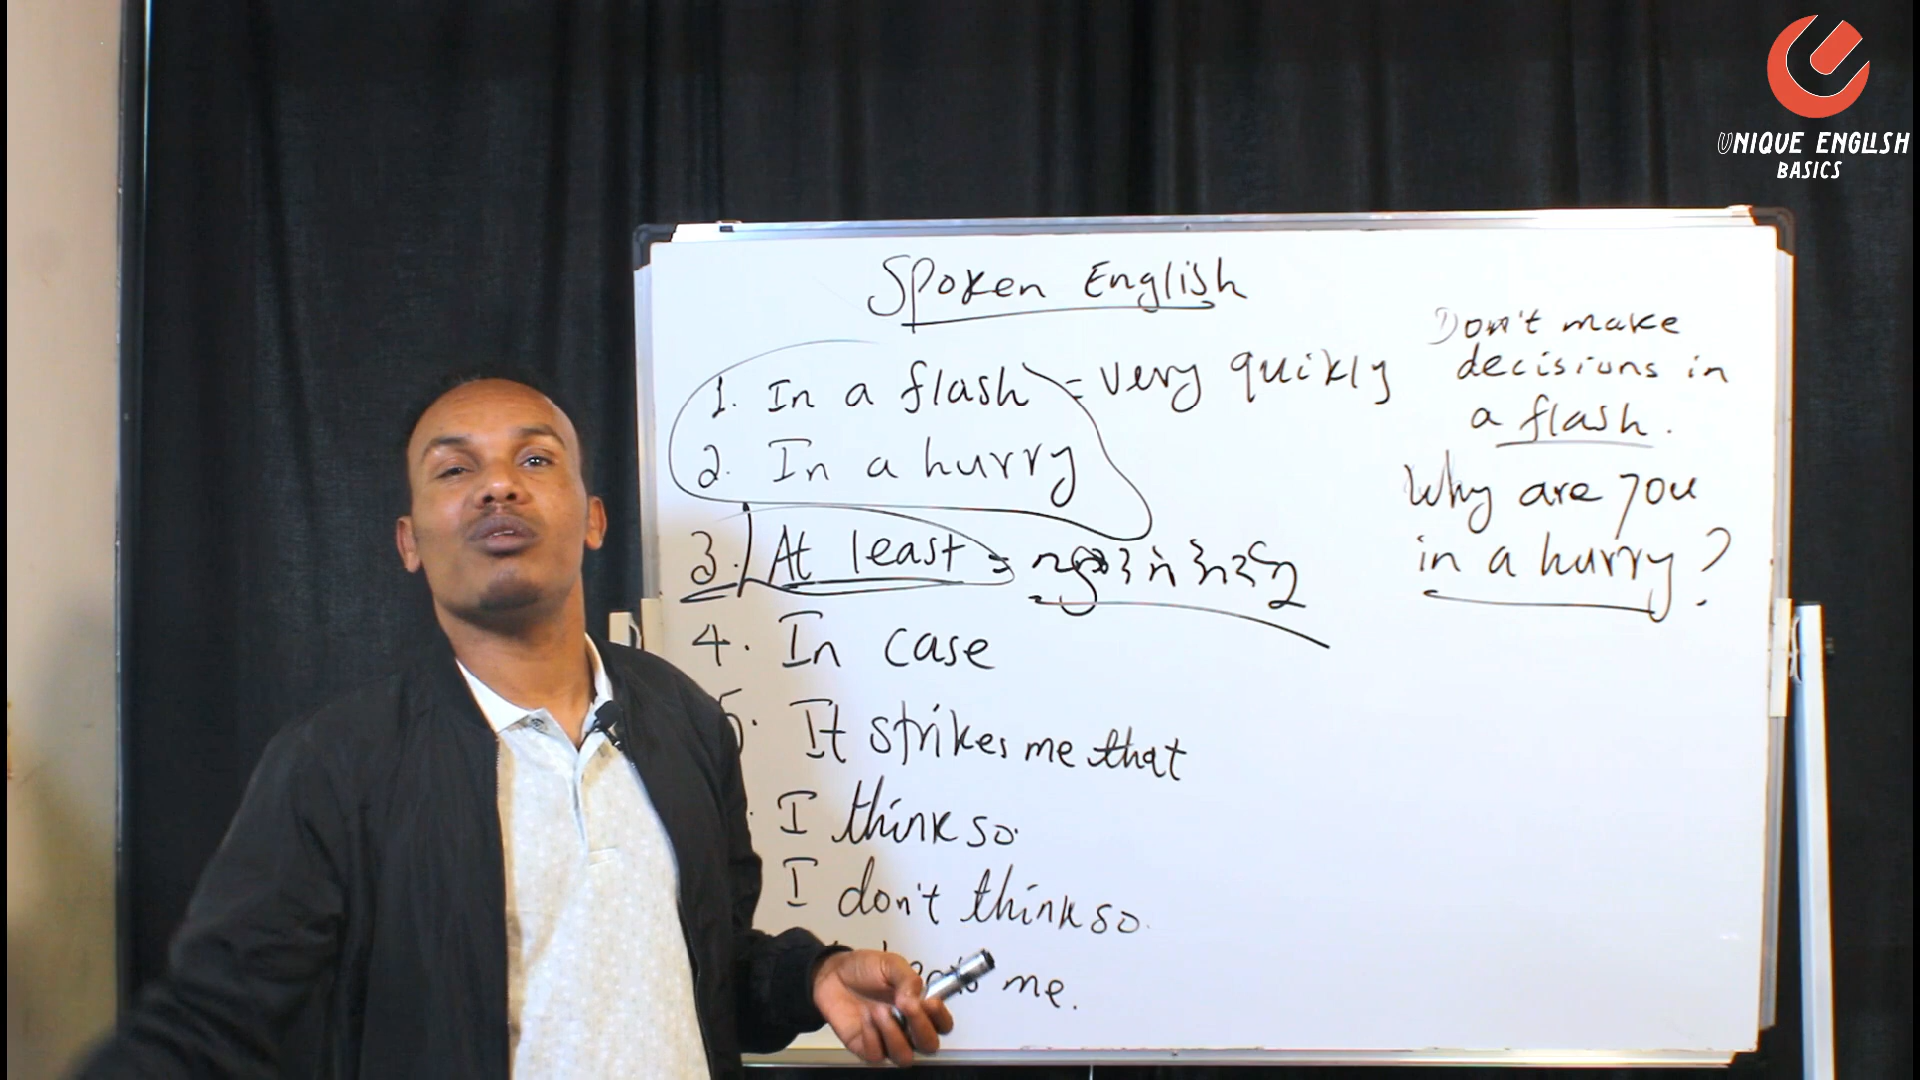 UNIQUE ENGLISH
BASICS
Spoken English
1. In a flash = very quickly
2. In a hurry
3. At least =
4. In case
5. It strikes me that
I think so.
I don't think so.
me.
Don't make
decisions in
a flash.
Why are you
in a hurry?